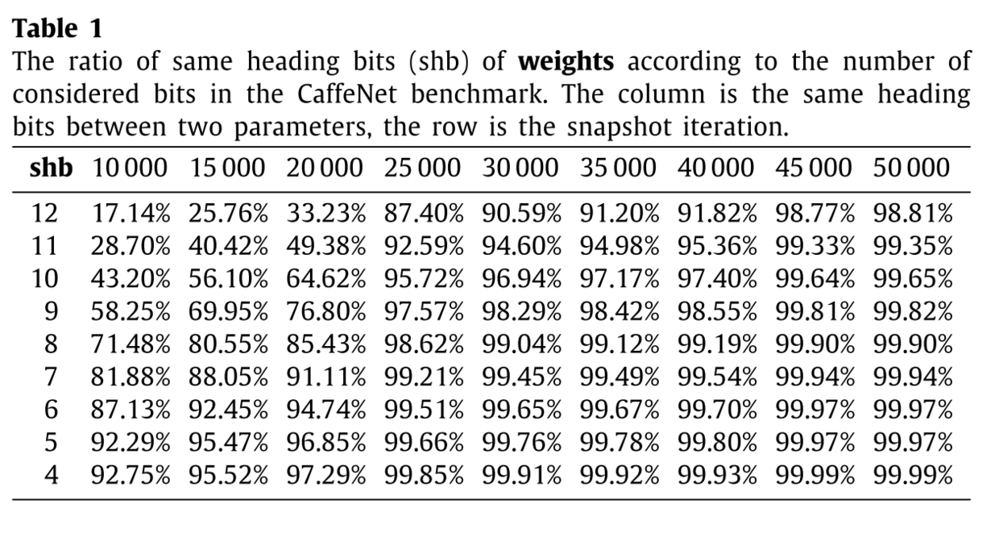 Table 1
The ratio of same heading bits (shb) of weights according to the number of
considered bits in the CaffeNet benchmark. The column is the same heading
bits between two parameters, the row is the snapshot iteration.
shb 10 000 15 000 20 000 25 000 30 000 35 000 40 000 45 000 50 000
12 17.14% 25.76% 33.23% 87.40% 90.59% 91.20% 91.82% 98.77% 98.81%
11 28.70% 40.42% 49.38% 92.59% 94.60% 94.98% 95.36% 99.33% 99.35%
10 43.20% 56.10% 64.62% 95.72% 96.94% 97.17% 97.40% 99.64% 99.65%
9 58.25% 69.95% 76.80% 97.57% 98.29% 98.42% 98.55% 99.81% 99.82%
8 71.48% 80.55% 85.43% 98.62% 99.04% 99.12% 99.19% 99.90% 99.90%
7 81.88% 88.05% 91.11% 99.21% 99.45% 99.49% 99.54% 99.94% 99.94%
6 87.13% 92.45% 94.74% 99.51% 99.65% 99.67% 99.70% 99.97% 99.97%
5 92.29% 95.47% 96.85% 99.66% 99.76% 99.78% 99.80% 99.97% 99.97%
4 92.75% 95.52% 97.29% 99.85% 99.91% 99.92% 99.93% 99.99% 99.99%